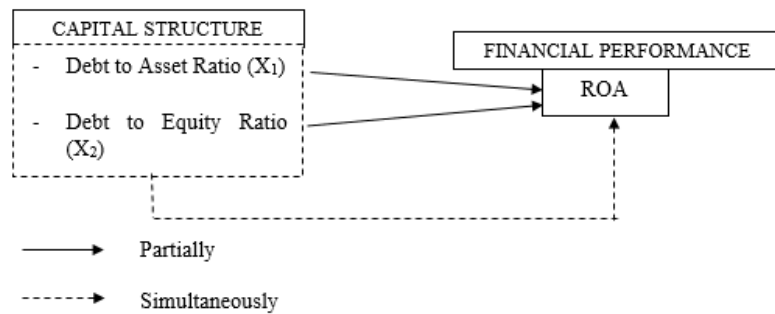 CAPITAL STRUCTURE
- Debt to Asset Ratio (X₁)
- Debt to Equity Ratio
(X₂)
FINANCIAL PERFORMANCE
ROA
Partially
Simultaneously